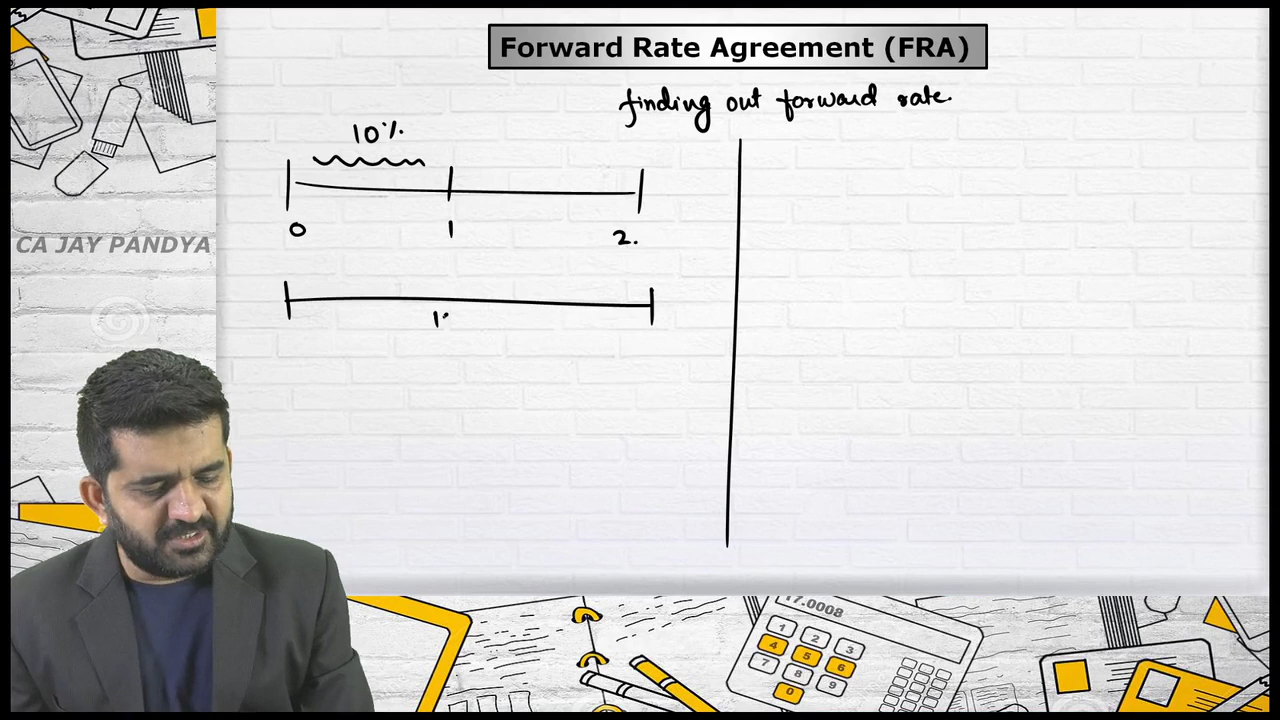 Forward Rate Agreement (FRA)
finding out forward rate.
10%
0 1 2.
CA JAY PANDYA
17.0008
1 2 3
4 5 6
7 8 9
0